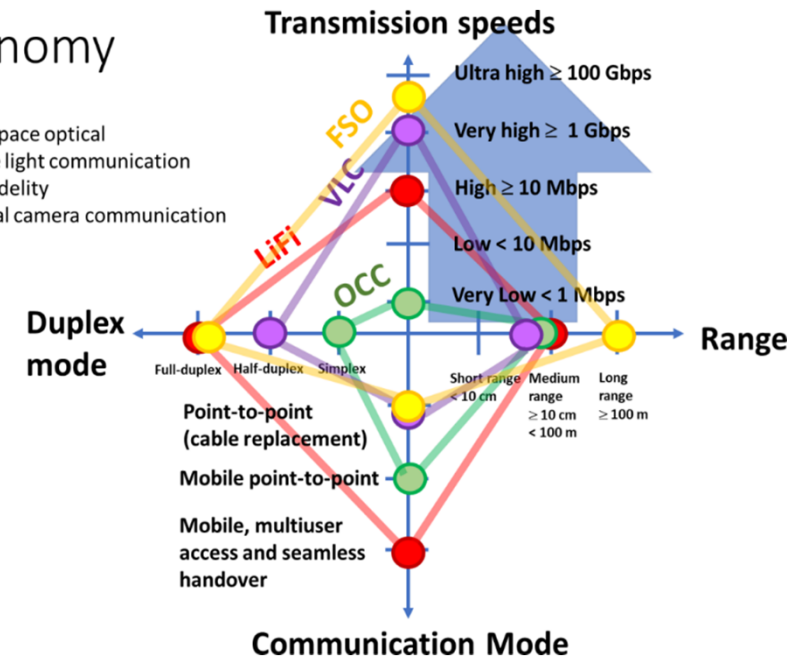 nomy
pace optical
light communication
delity
al camera communication
Transmission speeds
Ultra high ≥ 100 Gbps
Very high ≥ 1 Gbps
High ≥ 10 Mbps
Low < 10 Mbps
Very Low < 1 Mbps
FSO
VLC
LiFi
OCC
Duplex
mode
Range
Full-duplex
Half-duplex
Simplex
Short range
< 10 cm
Medium
range
≥ 10 cm
< 100 m
Long
range
≥ 100 m
Point-to-point
(cable replacement)
Mobile point-to-point
Mobile, multiuser
access and seamless
handover
Communication Mode